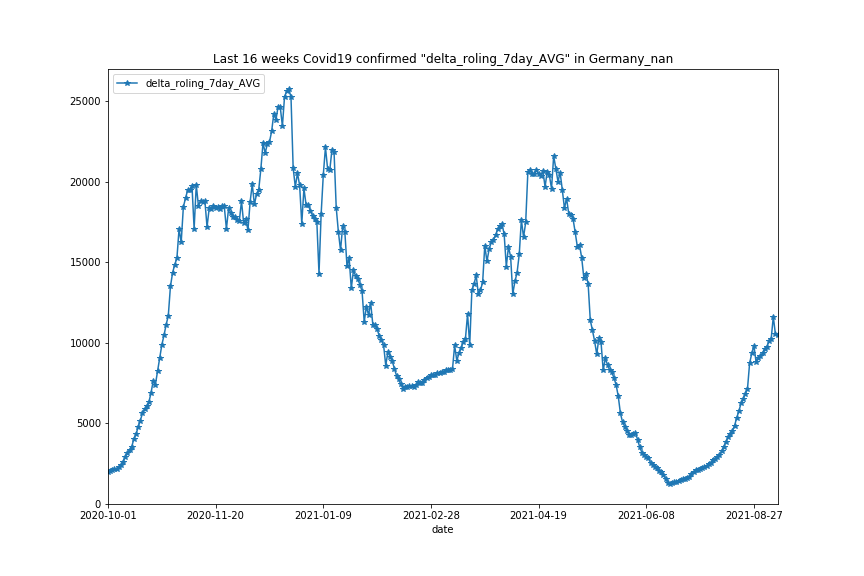 Last 16 weeks Covid19 confirmed "delta_roling_7day_AVG" in Germany_nan
delta_roling_7day_AVG
25000
20000
15000
10000
5000
0
2020-10-01 2020-11-20 2021-01-09 2021-02-28 2021-04-19 2021-06-08 2021-08-27
date